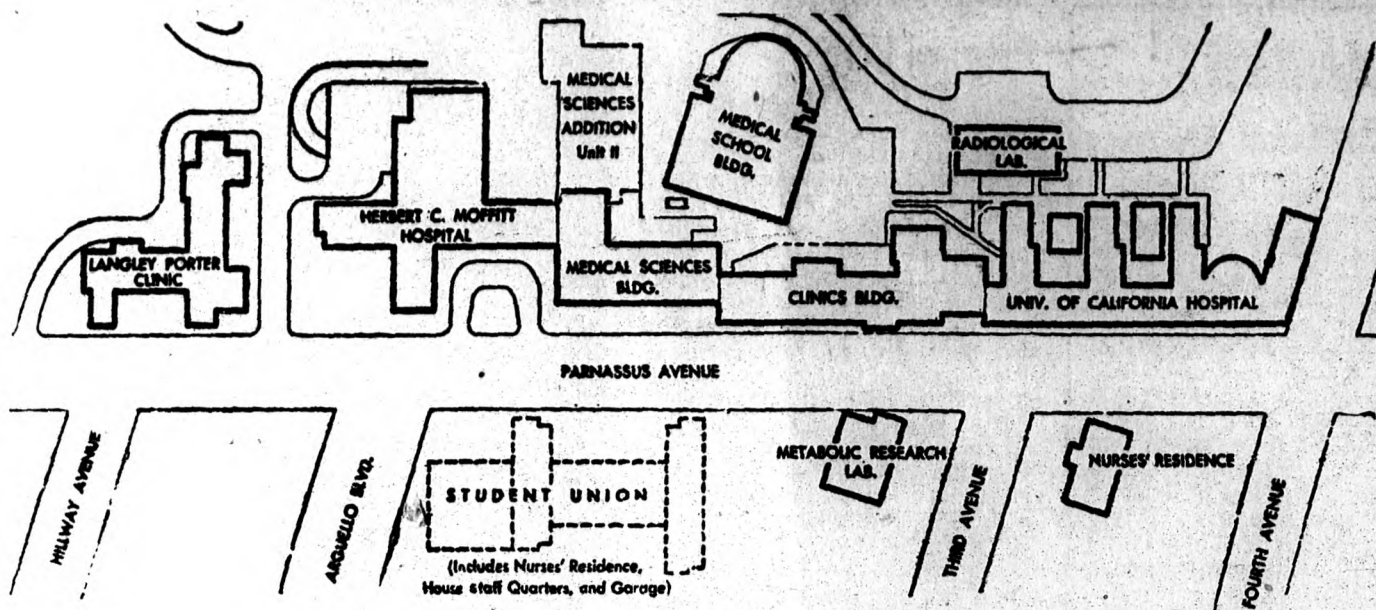 MEDICAL
SCIENCES
ADDITION
Unit II
MEDICAL
SCHOOL
BLDG.
RADIOLOGICAL
LAB.
HERBERT C. MOFFITT
HOSPITAL
LANGLEY PORTER
CLINIC
MEDICAL SCIENCES
BLDG.
CLINICS BLDG.
UNIV. OF CALIFORNIA HOSPITAL
PARNASSUS AVENUE
HILLWAY AVENUE
ARGUELLO BLVD.
STUDENT UNION
(Includes Nurses' Residence,
House staff Quarters, and Garage)
METABOLIC RESEARCH
LAB.
THIRD AVENUE
NURSES' RESIDENCE
FOURTH AVENUE